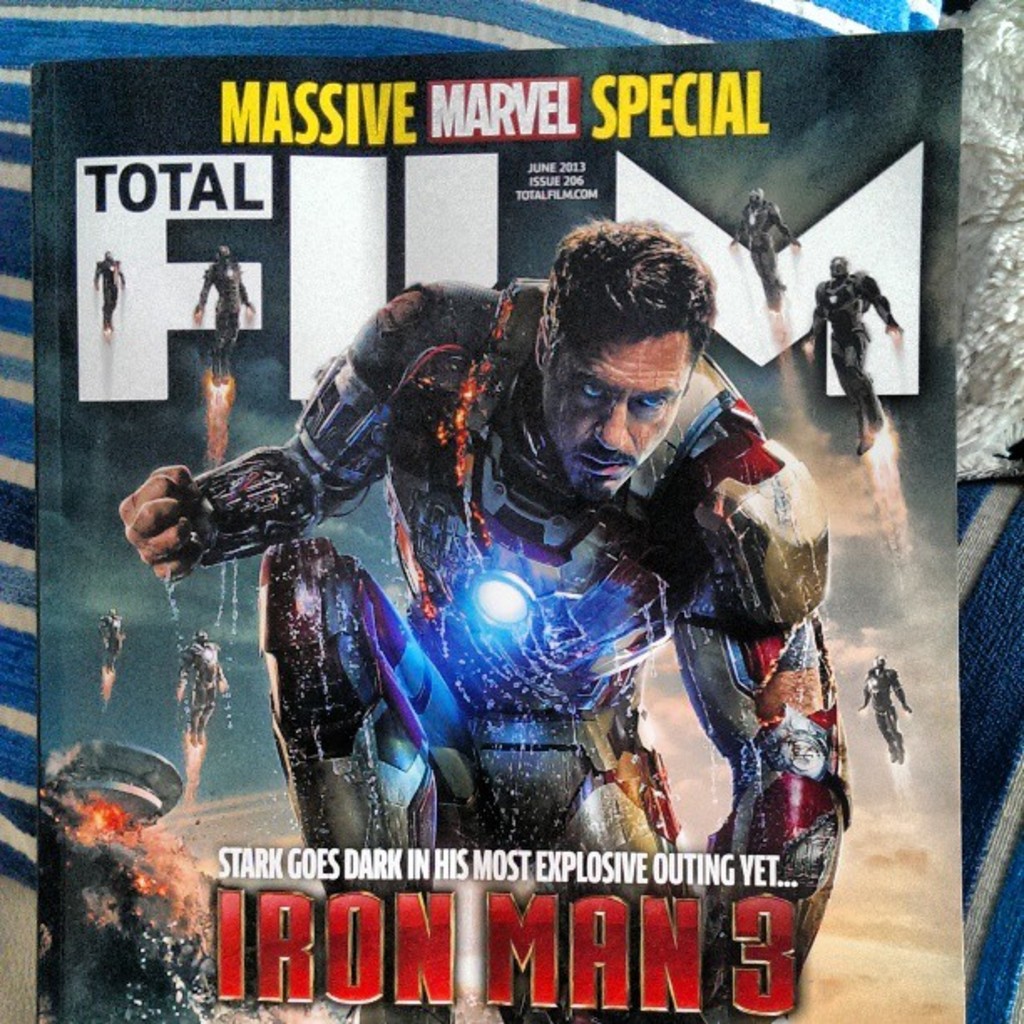 MASSIVE MARVEL SPECIAL
TOTAL
FILM
JUNE 2013
ISSUE 206
TOTALFILM.COM
STARK GOES DARK IN HIS MOST EXPLOSIVE OUTING YET...
IRON MAN 3